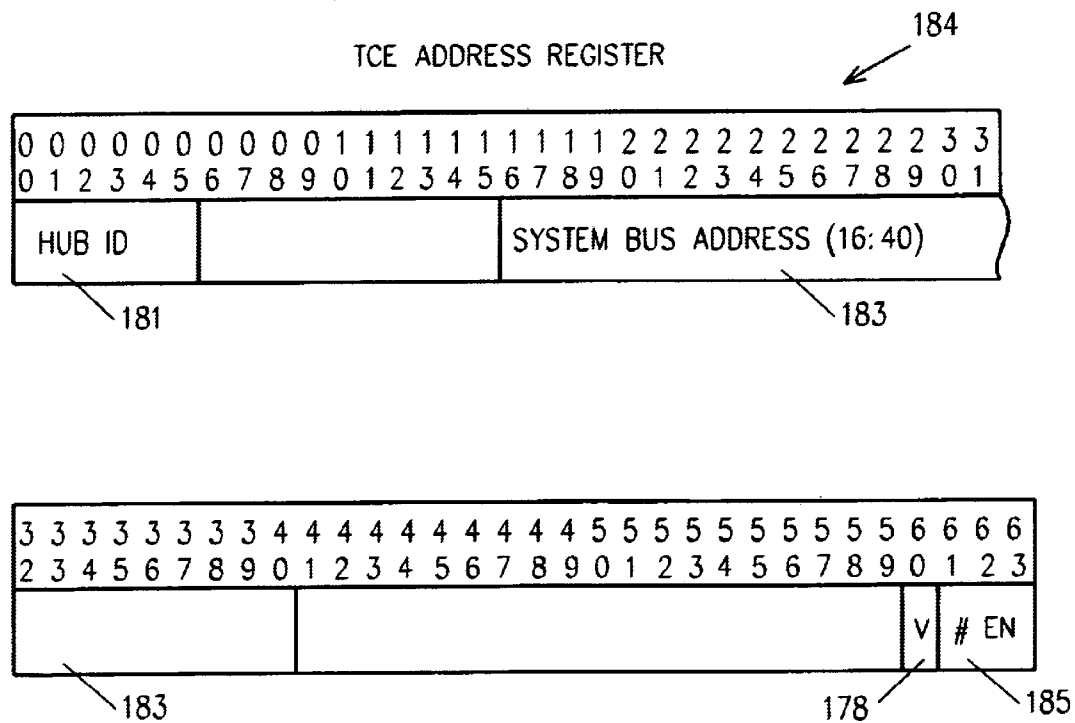 184
TCE ADDRESS REGISTER
0 0 0 0 0 0 0 0 0 0 1 1 1 1 1 1 1 1 1 1 2 2 2 2 2 2 2 2 2 2 3 3
0 1 2 3 4 5 6 7 8 9 0 1 2 3 4 5 6 7 8 9 0 1 2 3 4 5 6 7 8 9 0 1
HUB ID SYSTEM BUS ADDRESS (16:40)
181 183
3 3 3 3 3 3 3 3 4 4 4 4 4 4 4 4 4 4 5 5 5 5 5 5 5 5 5 5 6 6 6 6
2 3 4 5 6 7 8 9 0 1 2 3 4 5 6 7 8 9 0 1 2 3 4 5 6 7 8 9 0 1 2 3
V # EN
183 178 185